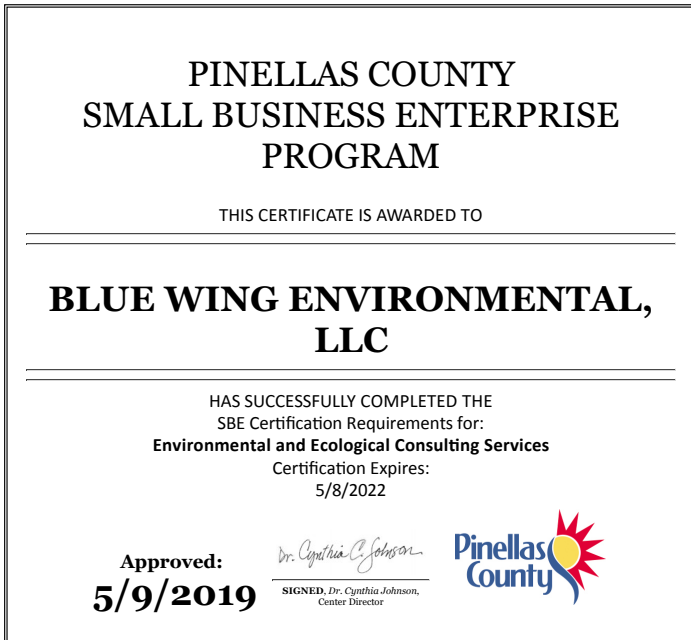 PINELLAS COUNTY
SMALL BUSINESS ENTERPRISE
PROGRAM
THIS CERTIFICATE IS AWARDED TO
BLUE WING ENVIRONMENTAL,
LLC
HAS SUCCESSFULLY COMPLETED THE
SBE Certification Requirements for:
Environmental and Ecological Consulting Services
Certification Expires:
5/8/2022
Approved:
5/9/2019
Dr. Cynthia C. Johnson
SIGNED, Dr. Cynthia Johnson,
Center Director
Pinellas
County